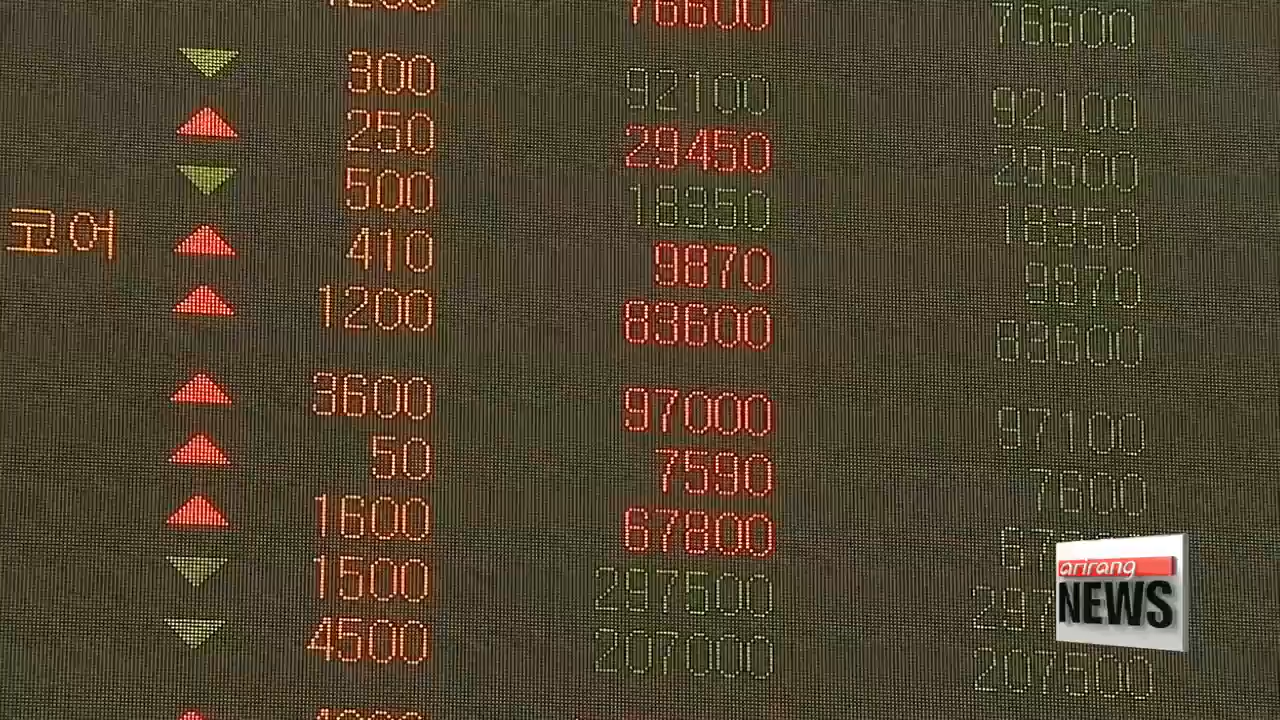 76600 76600
▼ 300 92100 92100
▲ 250 29450 29500
▼ 500 18350 18350
코어 ▲ 410 9870 9870
▲ 1200 83600 83600
▲ 3600 97000 97100
▲ 50 7590 7600
▲ 1600 67800
▼ 1500 297500
▼ 4500 207000 207500
arirang
NEWS